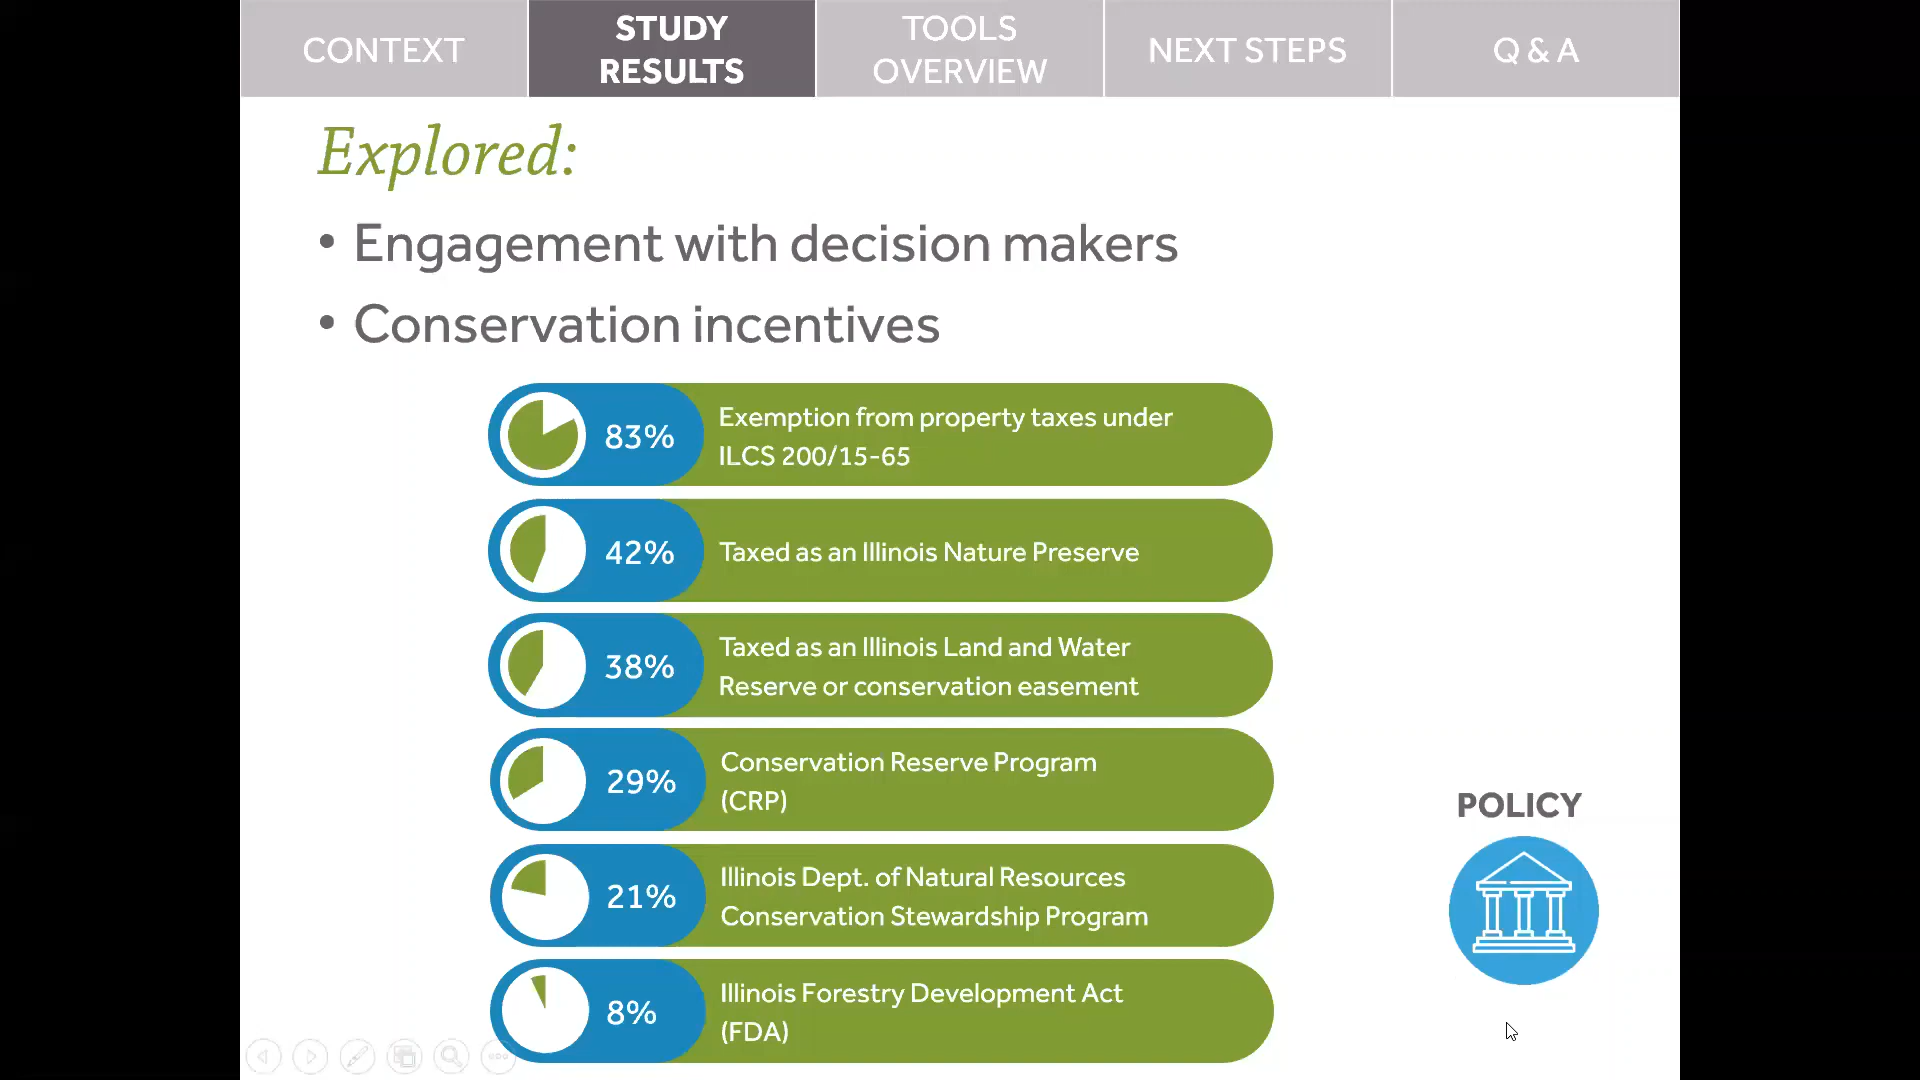 CONTEXT
STUDY
RESULTS
TOOLS
OVERVIEW
NEXT STEPS
Q & A
Explored:
• Engagement with decision makers
• Conservation incentives
83%
Exemption from property taxes under
ILCS 200/15-65
42%
Taxed as an Illinois Nature Preserve
38%
Taxed as an Illinois Land and Water
Reserve or conservation easement
29%
Conservation Reserve Program
(CRP)
21%
Illinois Dept. of Natural Resources
Conservation Stewardship Program
8%
Illinois Forestry Development Act
(FDA)
POLICY